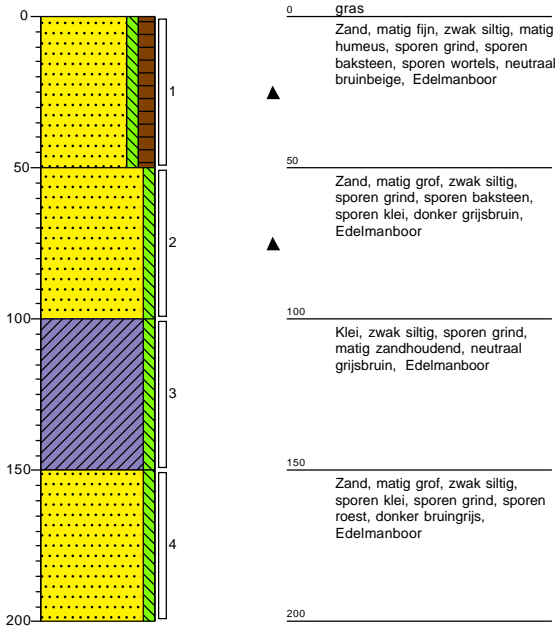 0
50
100
150
200
1
2
3
4
0
gras
Zand, matig fijn, zwak siltig, matig
humeus, sporen grind, sporen
baksteen, sporen wortels, neutraal
bruinbeige, Edelmanboor
50
Zand, matig grof, zwak siltig,
sporen grind, sporen baksteen,
sporen klei, donker grijsbruin,
Edelmanboor
100
Klei, zwak siltig, sporen grind,
matig zandhoudend, neutraal
grijsbruin, Edelmanboor
150
Zand, matig grof, zwak siltig,
sporen klei, sporen grind, sporen
roest, donker bruingrijs,
Edelmanboor
200